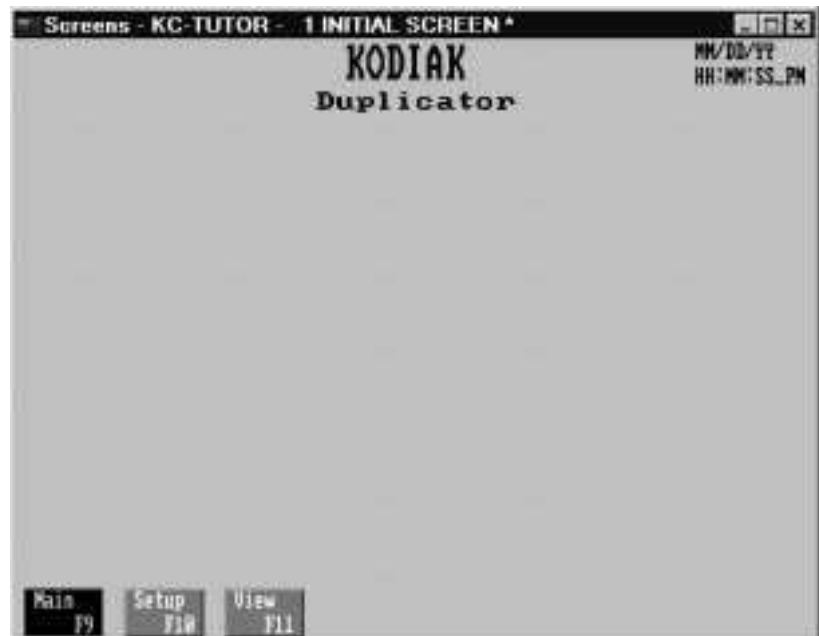 Screens - KC-TUTOR - 1 INITIAL SCREEN *
KODIAK
Duplicator
MM/DD/YY
HH:MM:SS_PM
Main
F9
Setup
F10
View
F11